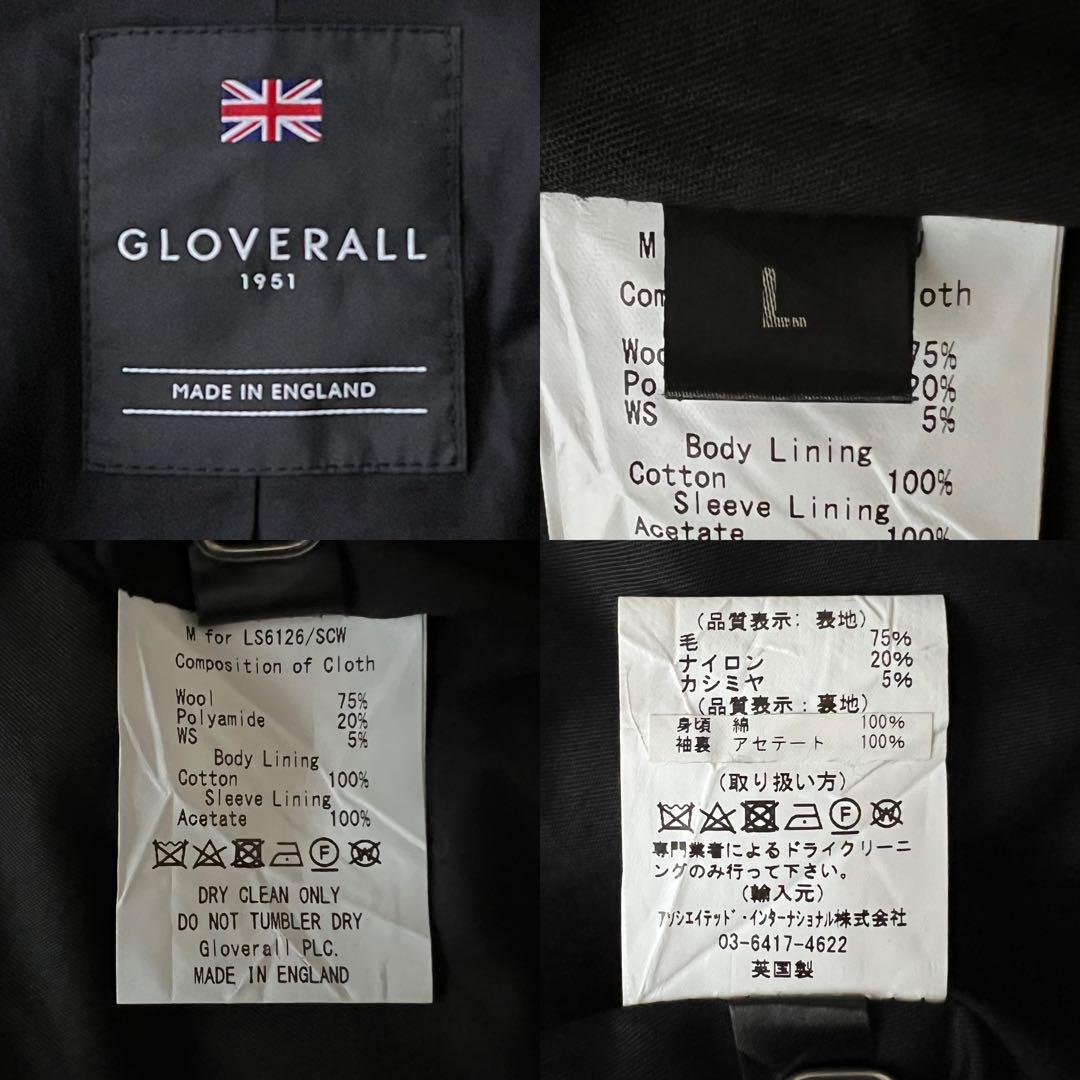 GLOVERALL
1951
MADE IN ENGLAND
L
M
Com oth
Woo 75%
Po 20%
WS 5%
Body Lining
Cotton 100%
Sleeve Lining
Acetate 100%
M for LS6126/SCW
Composition of Cloth
Wool 75%
Polyamide 20%
WS 5%
Body Lining
Cotton 100%
Sleeve Lining
Acetate 100%
F W
DRY CLEAN ONLY
DO NOT TUMBLER DRY
Gloverall PLC.
MADE IN ENGLAND
(品質表示: 表地)
毛 75%
ナイロン 20%
カシミヤ 5%
(品質表示: 裏地)
身頃 綿 100%
袖裏 アセテート 100%
(取り扱い方)
F W
専門業者によるドライクリーニ
ングのみ行って下さい。
(輸入元)
アソシエイテッド・インターナショナル株式会社
03-6417-4622
英国製